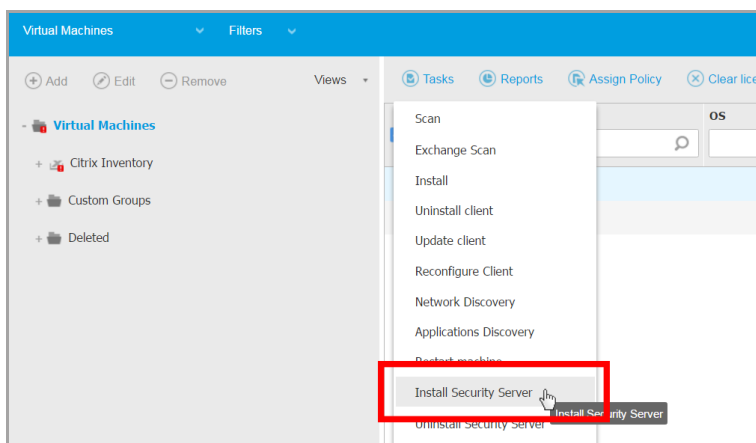 Virtual Machines Filters
Add Edit Remove Views Tasks Reports Assign Policy Clear lice
OS
Virtual Machines
Citrix Inventory
Custom Groups
Deleted
Scan
Exchange Scan
Install
Uninstall client
Update client
Reconfigure Client
Network Discovery
Applications Discovery
Restart machine
Install Security Server
Install Security Server
Uninstall Security Server